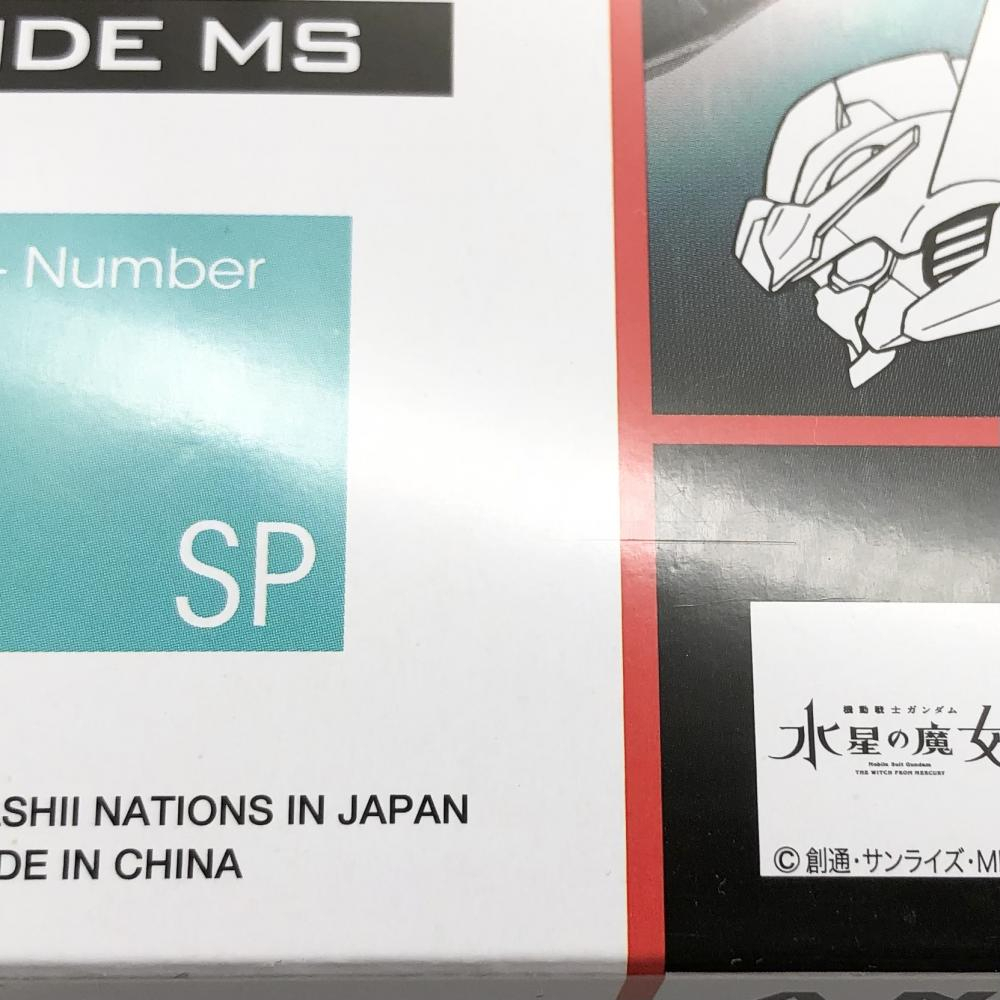 IDE MS
- Number
SP
ASHII NATIONS IN JAPAN
DE IN CHINA
機動戦士ガンダム
水星の魔女
Mobile Suit Gundam
THE WITCH FROM MERCURY
© 創通・サンライズ・M